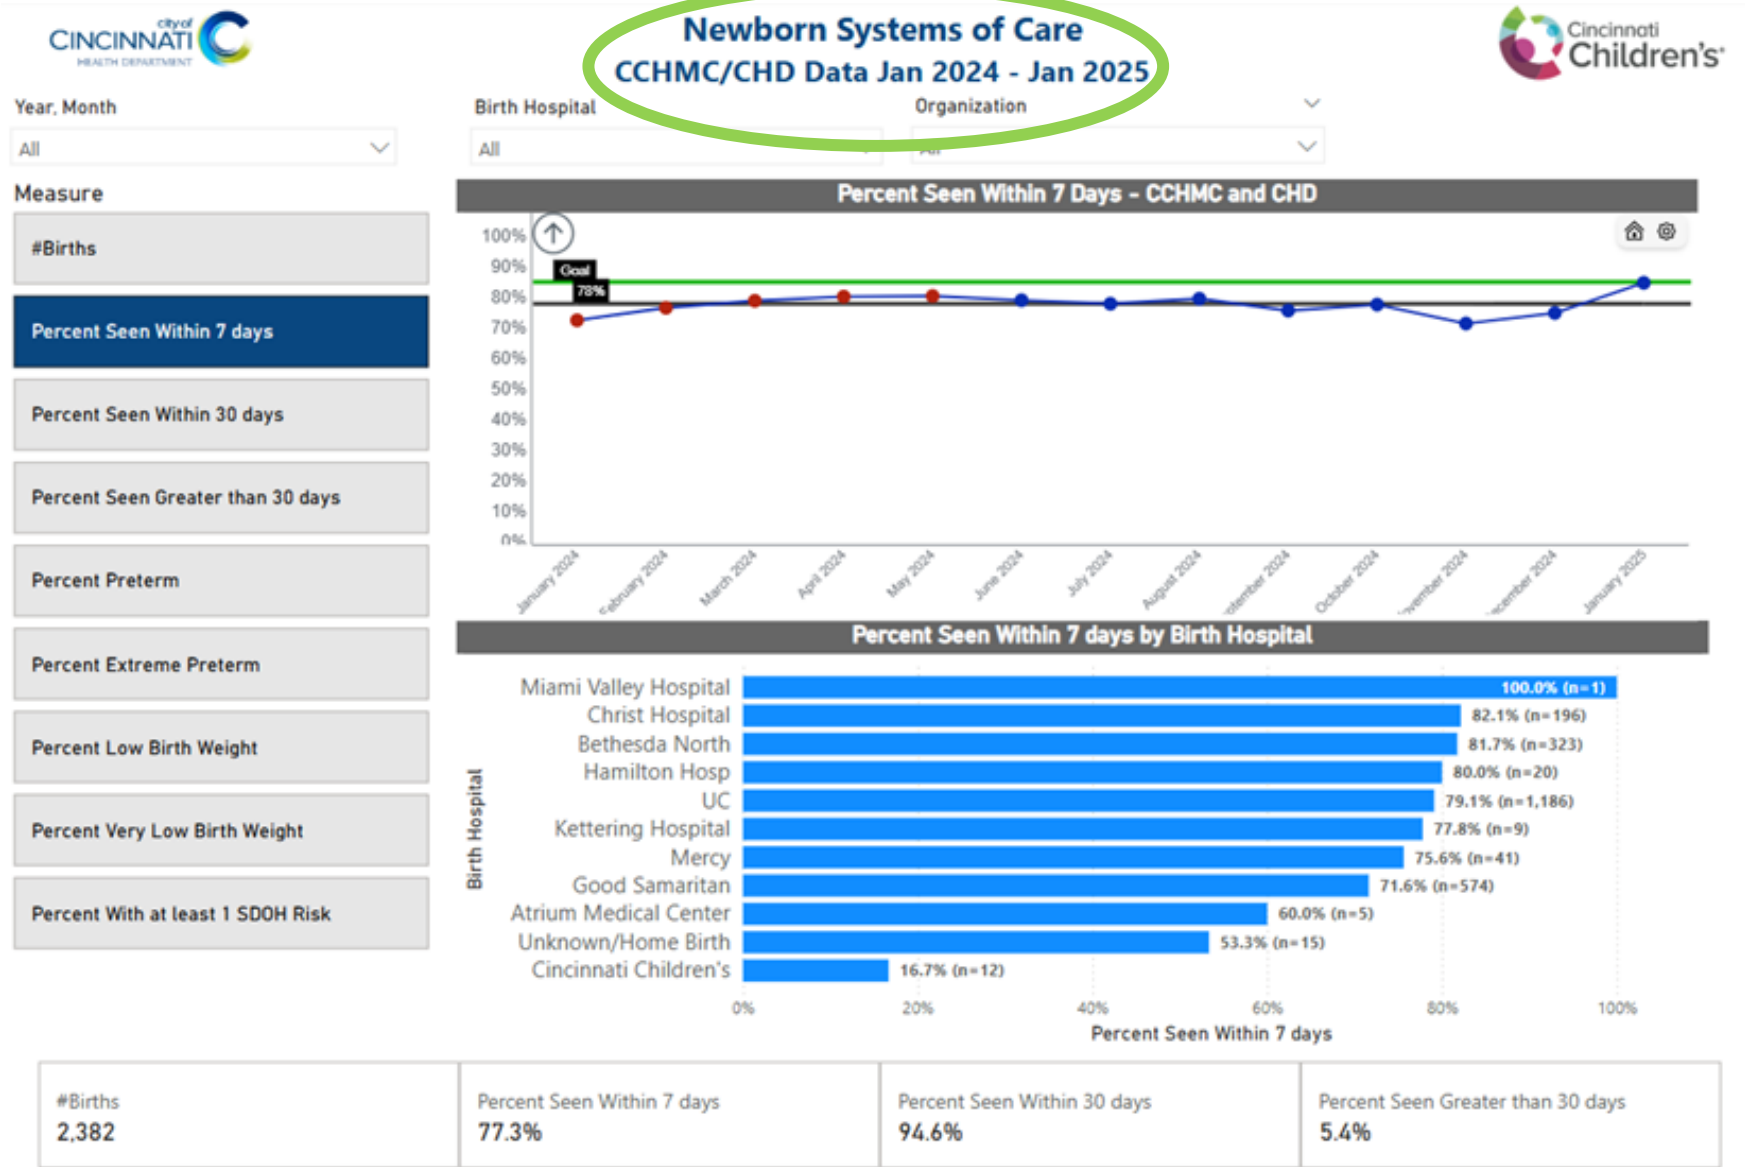 city of
CINCINNATI
HEALTH DEPARTMENT
Newborn Systems of Care
CCHMC/CHD Data Jan 2024 - Jan 2025
Cincinnati
Children's
Year, Month
All
Birth Hospital
All
Organization
All
Measure
#Births
Percent Seen Within 7 days
Percent Seen Within 30 days
Percent Seen Greater than 30 days
Percent Preterm
Percent Extreme Preterm
Percent Low Birth Weight
Percent Very Low Birth Weight
Percent With at least 1 SDOH Risk
Percent Seen Within 7 Days - CCHMC and CHD
100%
90%
80%
70%
60%
50%
40%
30%
20%
10%
0%
Goal
78%
January 2024
February 2024
March 2024
April 2024
May 2024
June 2024
July 2024
August 2024
tember 2024
October 2024
vember 2024
cember 2024
January 2025
Percent Seen Within 7 days by Birth Hospital
Birth Hospital
Miami Valley Hospital 100.0% (n=1)
Christ Hospital 82.1% (n=196)
Bethesda North 81.7% (n=323)
Hamilton Hosp 80.0% (n=20)
UC 79.1% (n=1,186)
Kettering Hospital 77.8% (n=9)
Mercy 75.6% (n=41)
Good Samaritan 71.6% (n=574)
Atrium Medical Center 60.0% (n=5)
Unknown/Home Birth 53.3% (n=15)
Cincinnati Children's 16.7% (n=12)
0% 20% 40% 60% 80% 100%
Percent Seen Within 7 days
#Births
2,382
Percent Seen Within 7 days
77.3%
Percent Seen Within 30 days
94.6%
Percent Seen Greater than 30 days
5.4%